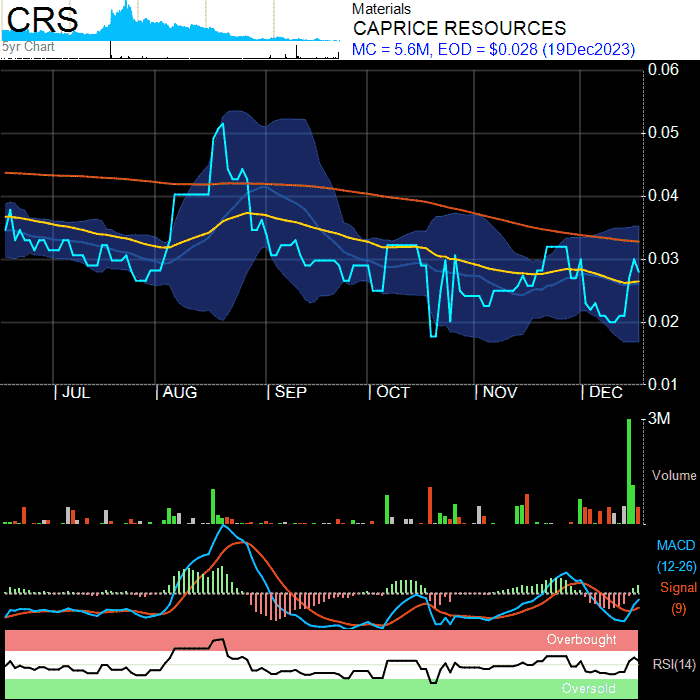 CRS
5yr Chart
Materials
CAPRICE RESOURCES
MC = 5.6M, EOD = $0.028 (19Dec2023)
0.06
0.05
0.04
0.03
0.02
0.01
JUL AUG SEP OCT NOV DEC
3M
Volume
MACD
(12-26)
Signal
(9)
Overbought
RSI(14)
Oversold